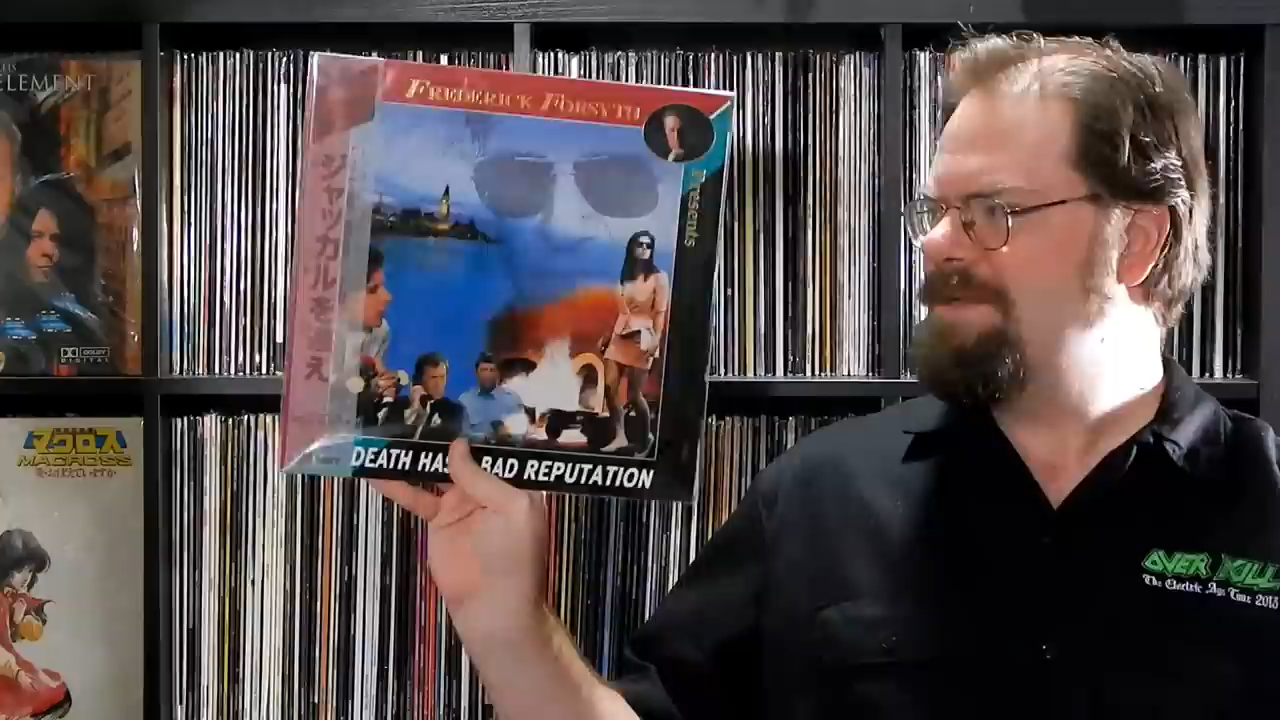 ELEMENT
DOLBY
DIGITAL
マクロス
MACROSS
FREDERICK FORSYTH
Presents
ジャッカルを追え
DEATH HAS BAD REPUTATION
OVER KILL
The Electric Age Tour 2013